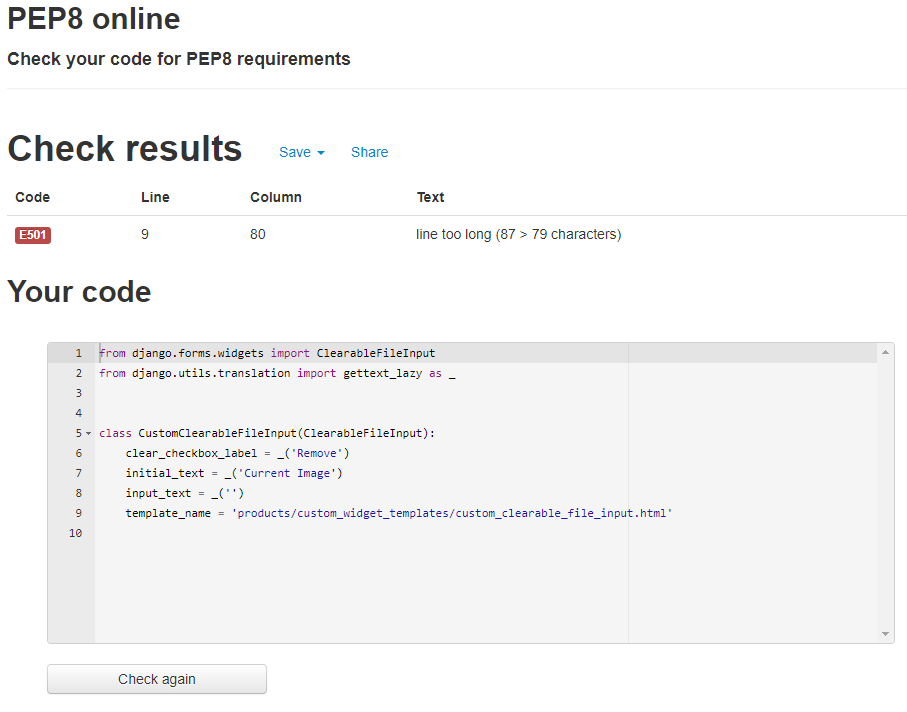 PEP8 online
Check your code for PEP8 requirements
Check results Save Share
Code Line Column Text
E501 9 80 line too long (87 > 79 characters)
Your code
1 from django.forms.widgets import ClearableFileInput
2 from django.utils.translation import gettext_lazy as _
3
4
5 class CustomClearableFileInput(ClearableFileInput):
6     clear_checkbox_label = _('Remove')
7     initial_text = _('Current Image')
8     input_text = _('')
9     template_name = 'products/custom_widget_templates/custom_clearable_file_input.html'
10
Check again